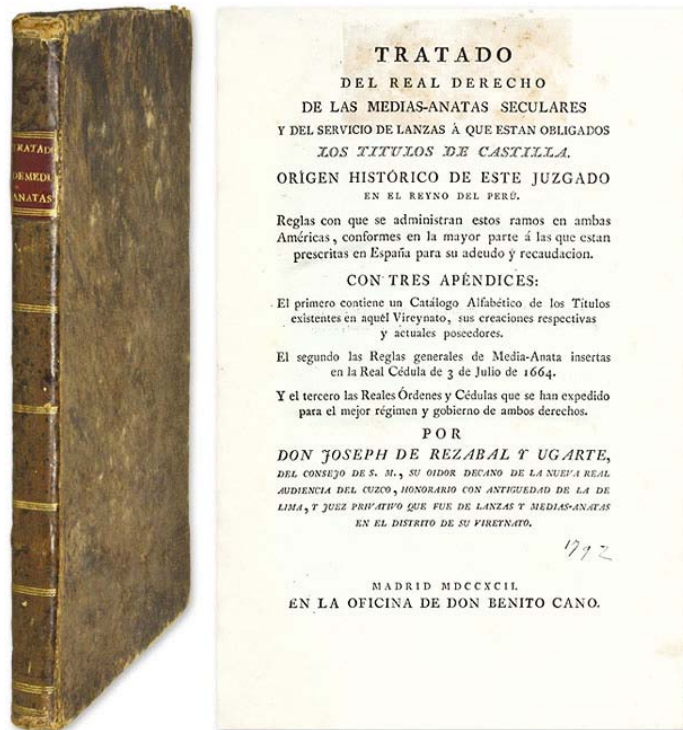 TRATADO
DE MEDI
ANATAS
TRATADO
DEL REAL DERECHO
DE LAS MEDIAS-ANATAS SECULARES
Y DEL SERVICIO DE LANZAS Á QUE ESTAN OBLIGADOS
LOS TITULOS DE CASTILLA.
ORÍGEN HISTÓRICO DE ESTE JUZGADO
EN EL REYNO DEL PERÚ.
Reglas con que se administran estos ramos en ambas
Américas, conformes en la mayor parte á las que estan
prescritas en España para su adeudo y recaudacion.
CON TRES APÉNDICES:
El primero contiene un Catálogo Alfabético de los Títulos
existentes en aquel Vireynato, sus creaciones respectivas
y actuales poseedores.
El segundo las Reglas generales de Media-Anata insertas
en la Real Cédula de 3 de Julio de 1664.
Y el tercero las Reales Órdenes y Cédulas que se han expedido
para el mejor régimen y gobierno de ambos derechos.
POR
DON JOSEPH DE REZABAL Y UGARTE,
DEL CONSEJO DE S. M., SU OIDOR DECANO DE LA NUEVA REAL
AUDIENCIA DEL CUZCO, HONORARIO CON ANTIGUEDAD DE LA DE
LIMA, Y JUEZ PRIVATIVO QUE FUE DE LANZAS Y MEDIAS-ANATAS
EN EL DISTRITO DE SU VIREYNATO.
1792
MADRID MDCCXCII.
EN LA OFICINA DE DON BENITO CANO.